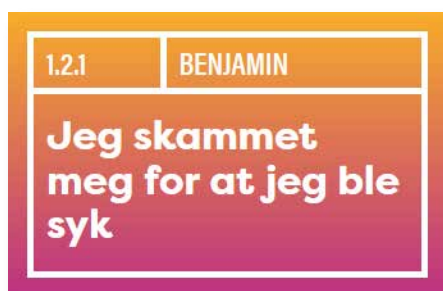 1.2.1
BENJAMIN
Jeg skammet
meg for at jeg ble
syk